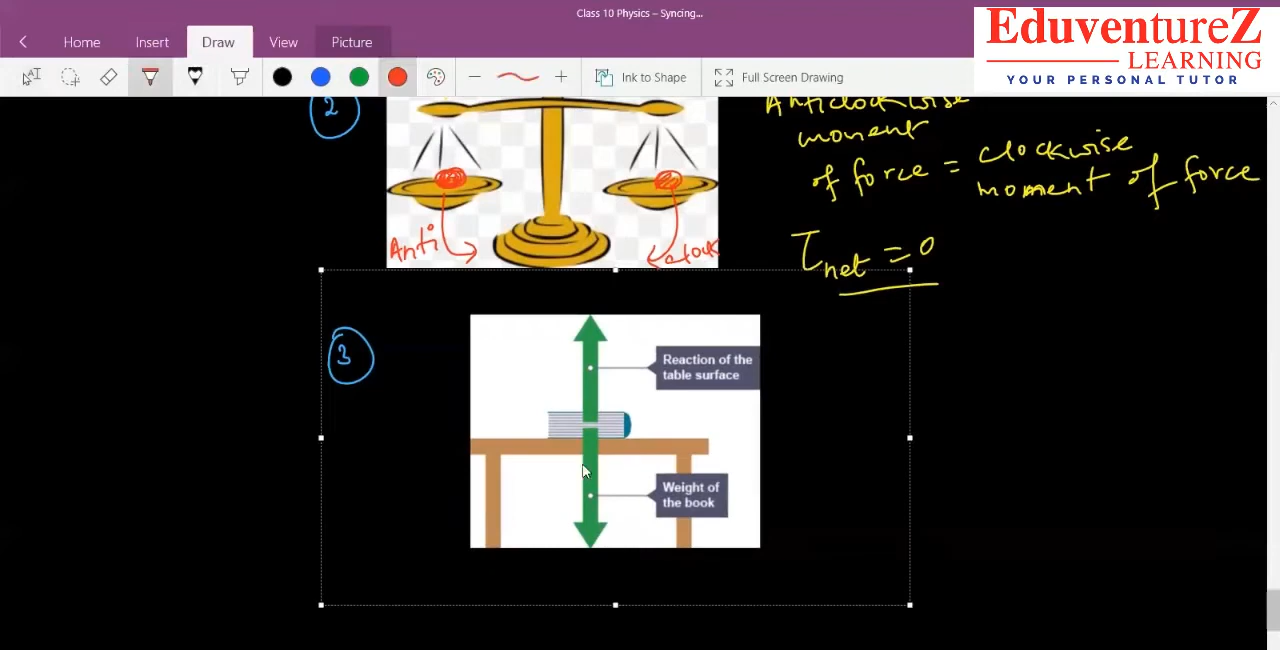 Class 10 Physics – Syncing...
Home
Insert
Draw
View
Picture
EduventureZ
LEARNING
YOUR PERSONAL TUTOR
Ink to Shape
Full Screen Drawing
2
Anticlockwise
moment
of force = clockwise
moment of force
Anti
clock
τnet = 0
3
Reaction of the
table surface
Weight of
the book